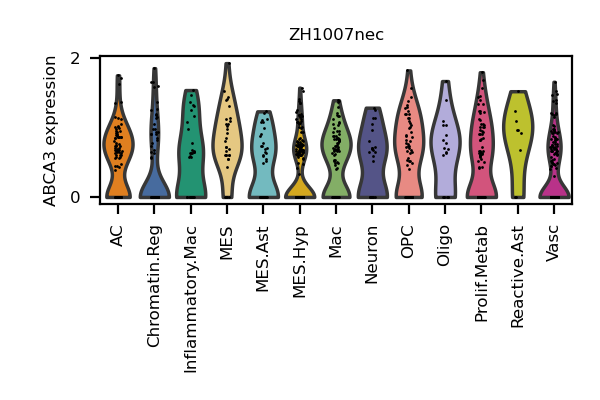 ZH1007nec
ABCA3 expression
2
0
AC
Chromatin.Reg
Inflammatory.Mac
MES
MES.Ast
MES.Hyp
Mac
Neuron
OPC
Oligo
Prolif.Metab
Reactive.Ast
Vasc